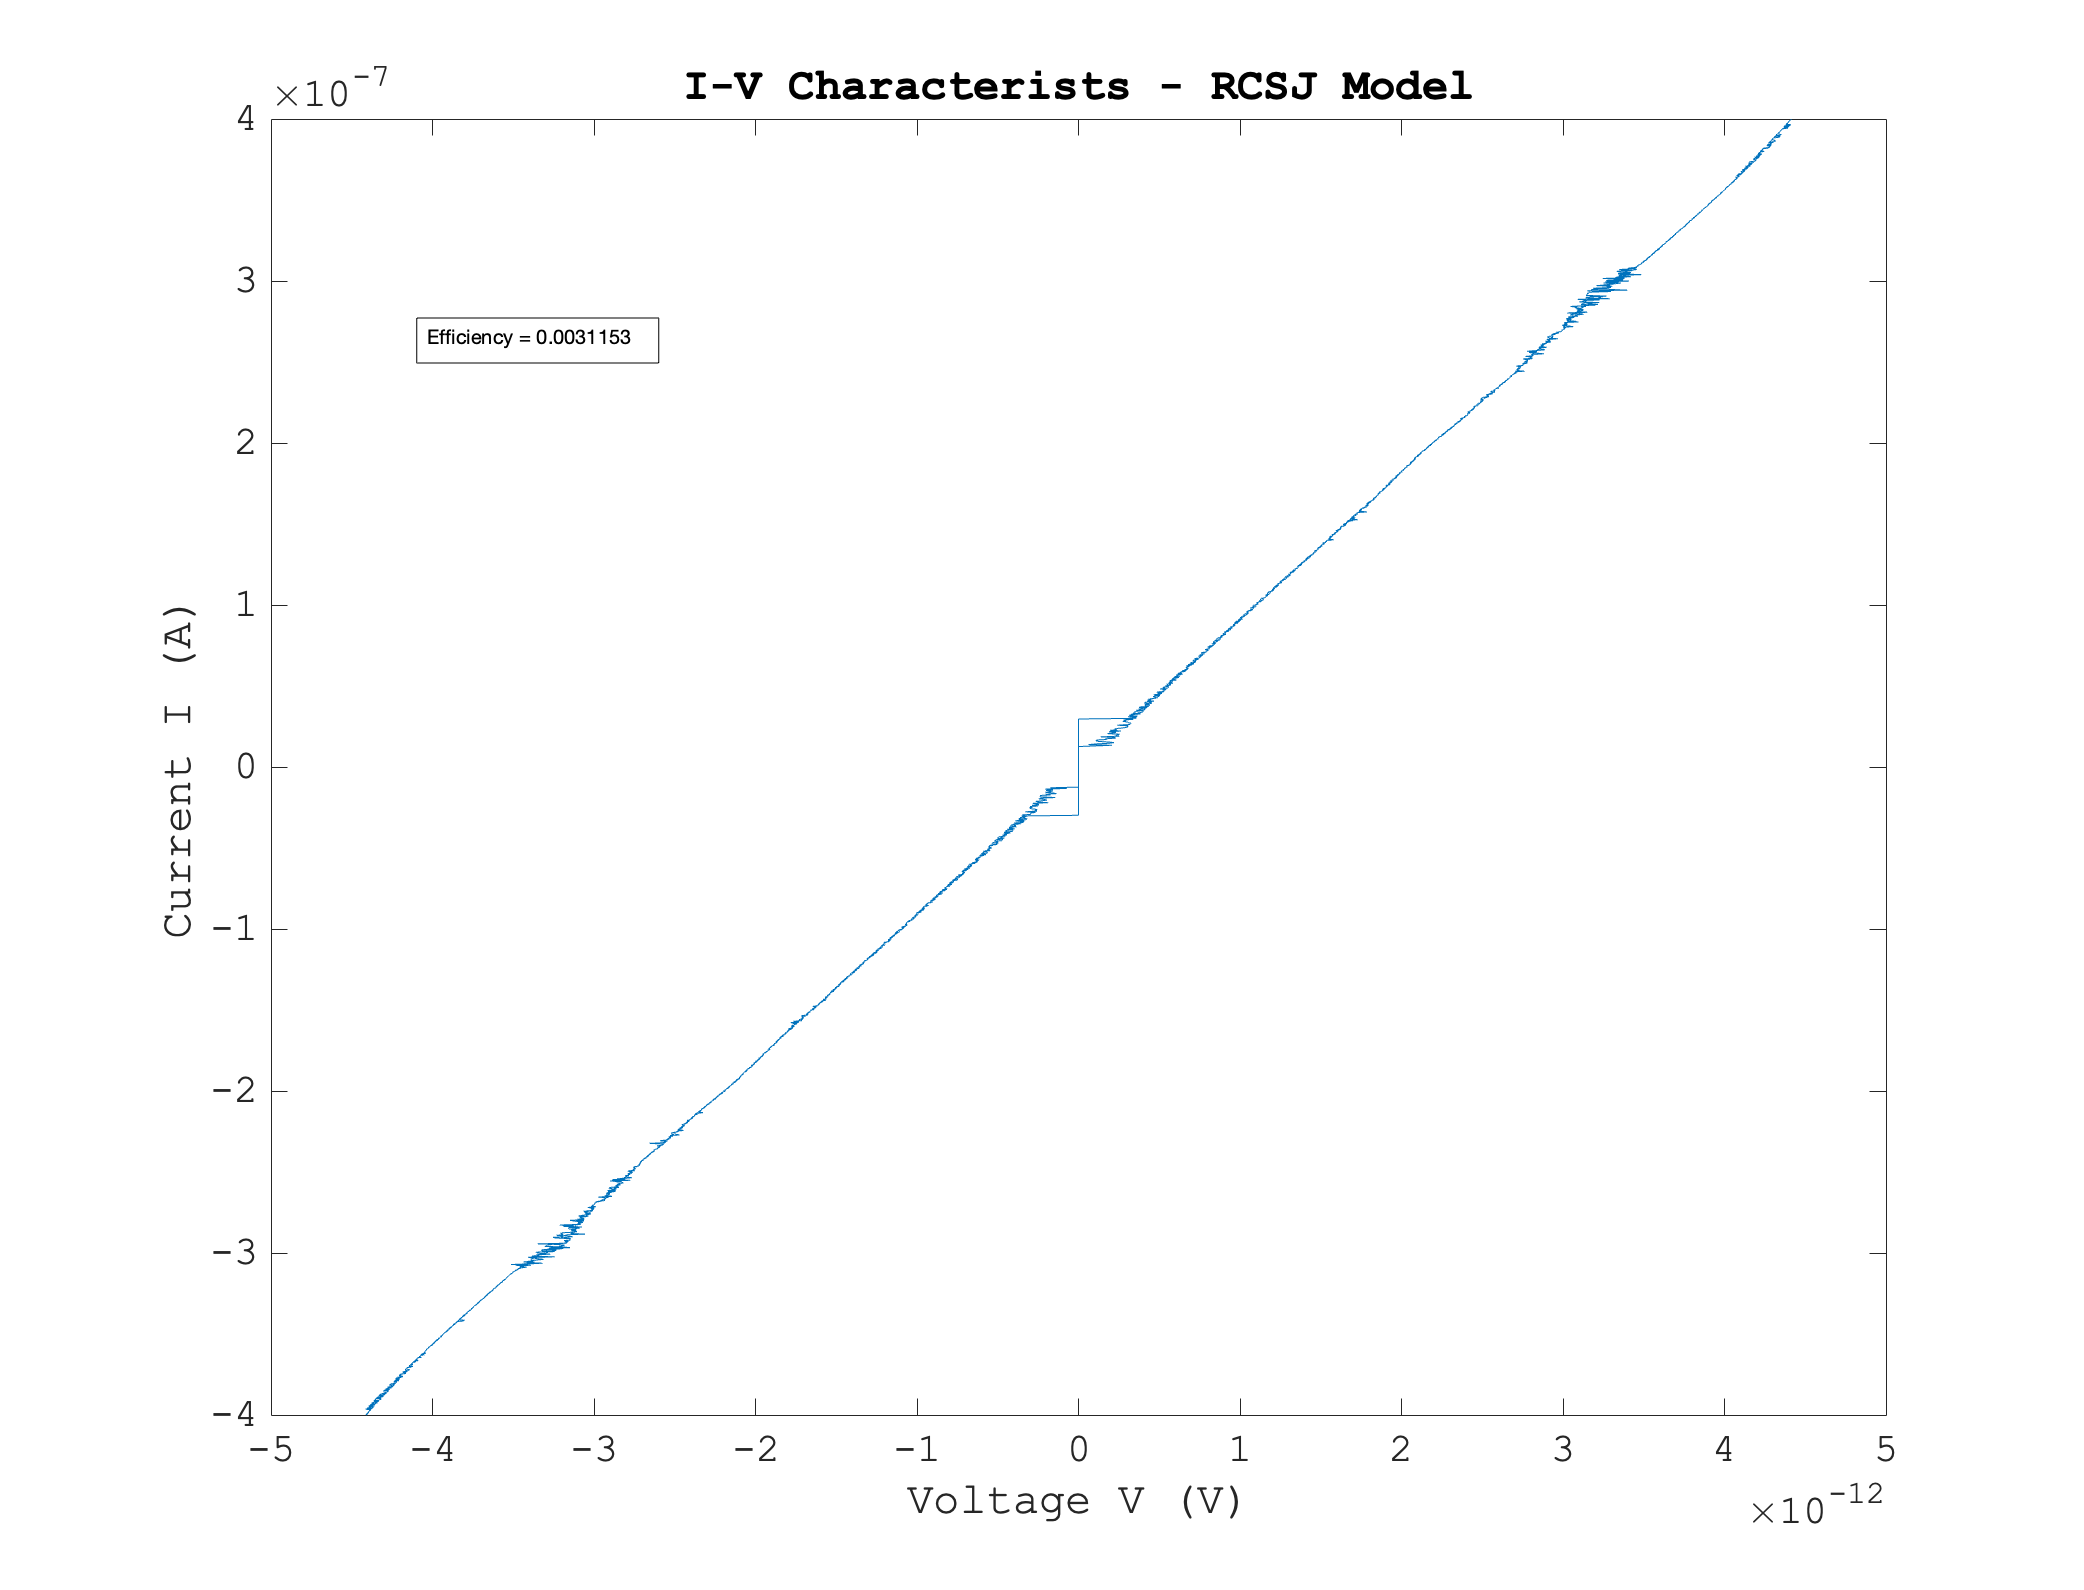 I-V Characterists - RCSJ Model
×10⁻⁷
4
3
2
1
0
-1
-2
-3
-4
Current I (A)
Efficiency = 0.0031153
-5 -4 -3 -2 -1 0 1 2 3 4 5
Voltage V (V)
×10⁻¹²